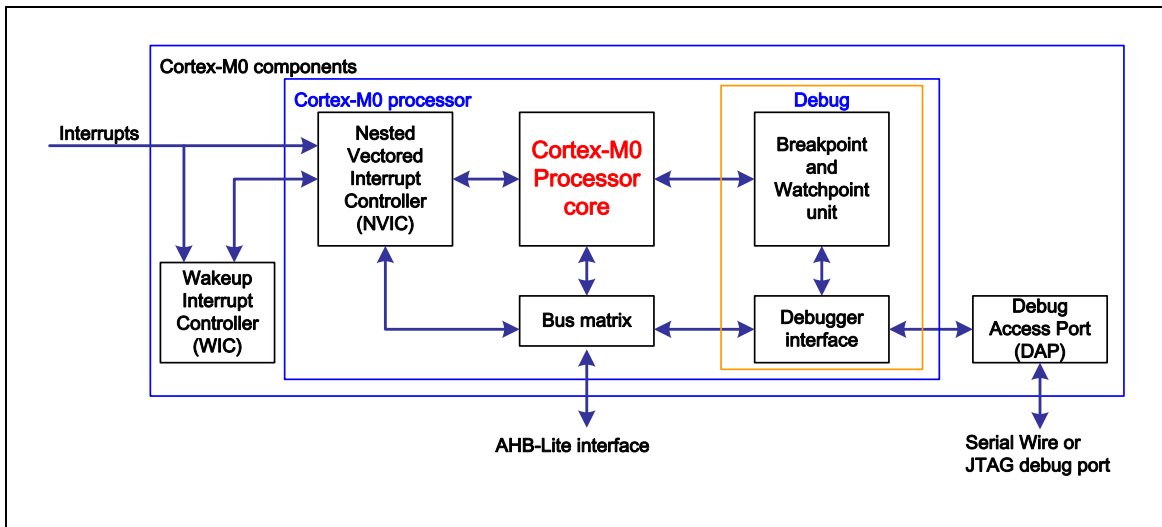 Cortex-M0 components
Cortex-M0 processor
Debug
Interrupts
Nested
Vectored
Interrupt
Controller
(NVIC)
Cortex-M0
Processor
core
Breakpoint
and
Watchpoint
unit
Wakeup
Interrupt
Controller
(WIC)
Bus matrix
Debugger
interface
Debug
Access Port
(DAP)
AHB-Lite interface
Serial Wire or
JTAG debug port